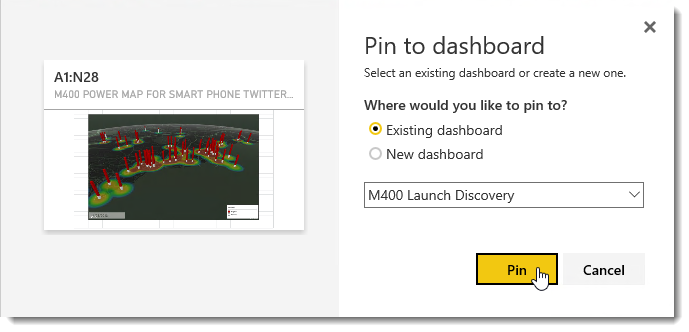 A1:N28
M400 POWER MAP FOR SMART PHONE TWITTER...
Pin to dashboard
Select an existing dashboard or create a new one.
Where would you like to pin to?
Existing dashboard
New dashboard
M400 Launch Discovery
Pin
Cancel